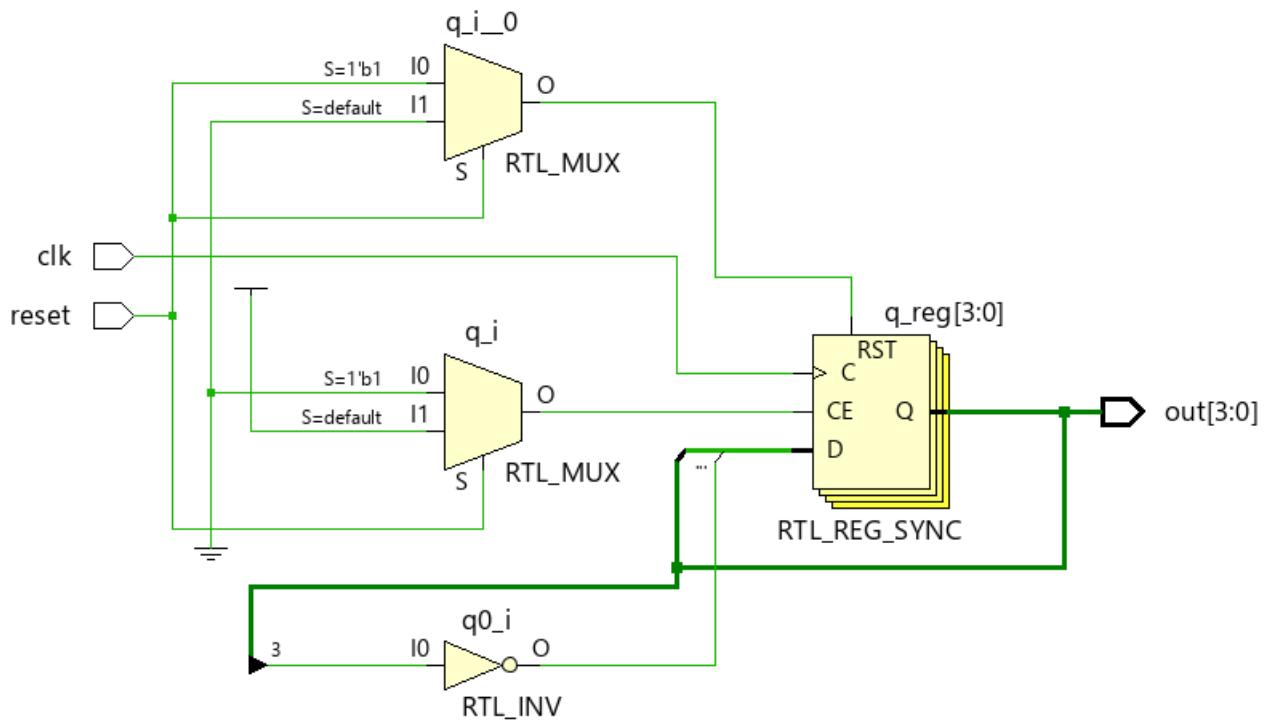 q_i__0
S=1'b1 I0
S=default I1
O
S
RTL_MUX
clk
reset
q_i
S=1'b1 I0
S=default I1
O
S
RTL_MUX
q_reg[3:0]
RST
C
CE Q
D
...
RTL_REG_SYNC
out[3:0]
q0_i
3
I0
O
RTL_INV